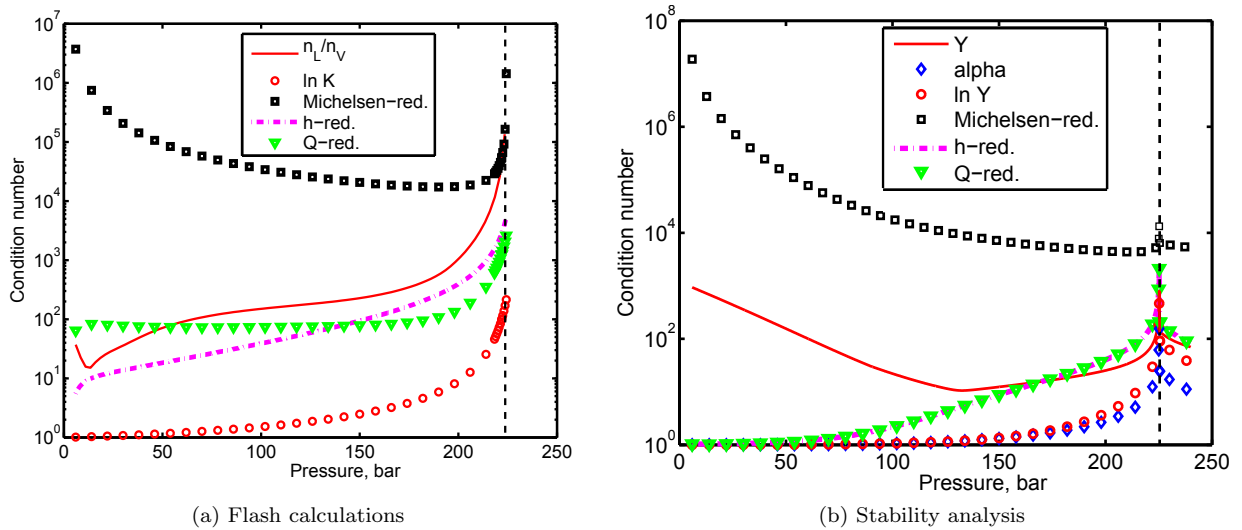 10^7
10^6
10^5
10^4
10^3
10^2
10^1
10^0
Condition number
n_L/n_V
ln K
Michelsen−red.
h−red.
Q−red.
0
50
100
150
200
250
Pressure, bar
(a) Flash calculations
10^8
10^6
10^4
10^2
10^0
Condition number
Y
alpha
ln Y
Michelsen−red.
h−red.
Q−red.
0
50
100
150
200
250
Pressure, bar
(b) Stability analysis